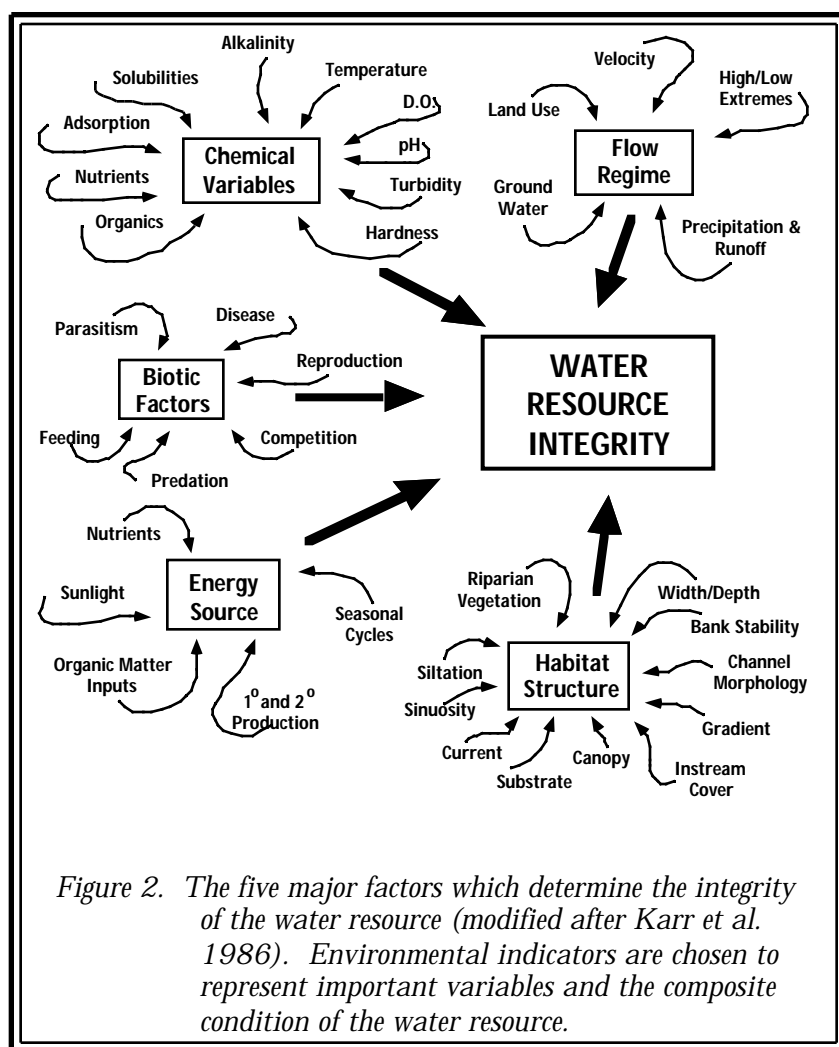 Alkalinity
Solubilities
Temperature
Adsorption
D.O.
Chemical
Variables
pH
Nutrients
Turbidity
Organics
Hardness
Velocity
High/Low
Extremes
Land Use
Flow
Regime
Ground
Water
Precipitation &
Runoff
Parasitism
Disease
Biotic
Factors
Reproduction
Feeding
Competition
Predation
WATER
RESOURCE
INTEGRITY
Nutrients
Sunlight
Energy
Source
Seasonal
Cycles
Organic Matter
Inputs
1º and 2º
Production
Riparian
Vegetation
Width/Depth
Bank Stability
Siltation
Habitat
Structure
Channel
Morphology
Sinuosity
Gradient
Current
Substrate
Canopy
Instream
Cover
Figure 2. The five major factors which determine the integrity
of the water resource (modified after Karr et al.
1986). Environmental indicators are chosen to
represent important variables and the composite
condition of the water resource.